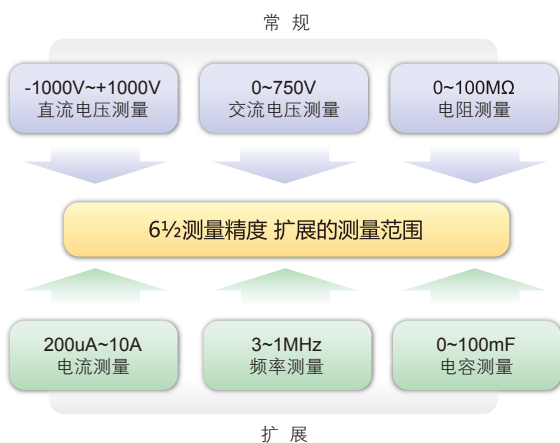 常 规
-1000V~+1000V
直流电压测量
0~750V
交流电压测量
0~100MΩ
电阻测量
6½测量精度 扩展的测量范围
200uA~10A
电流测量
3~1MHz
频率测量
0~100mF
电容测量
扩 展